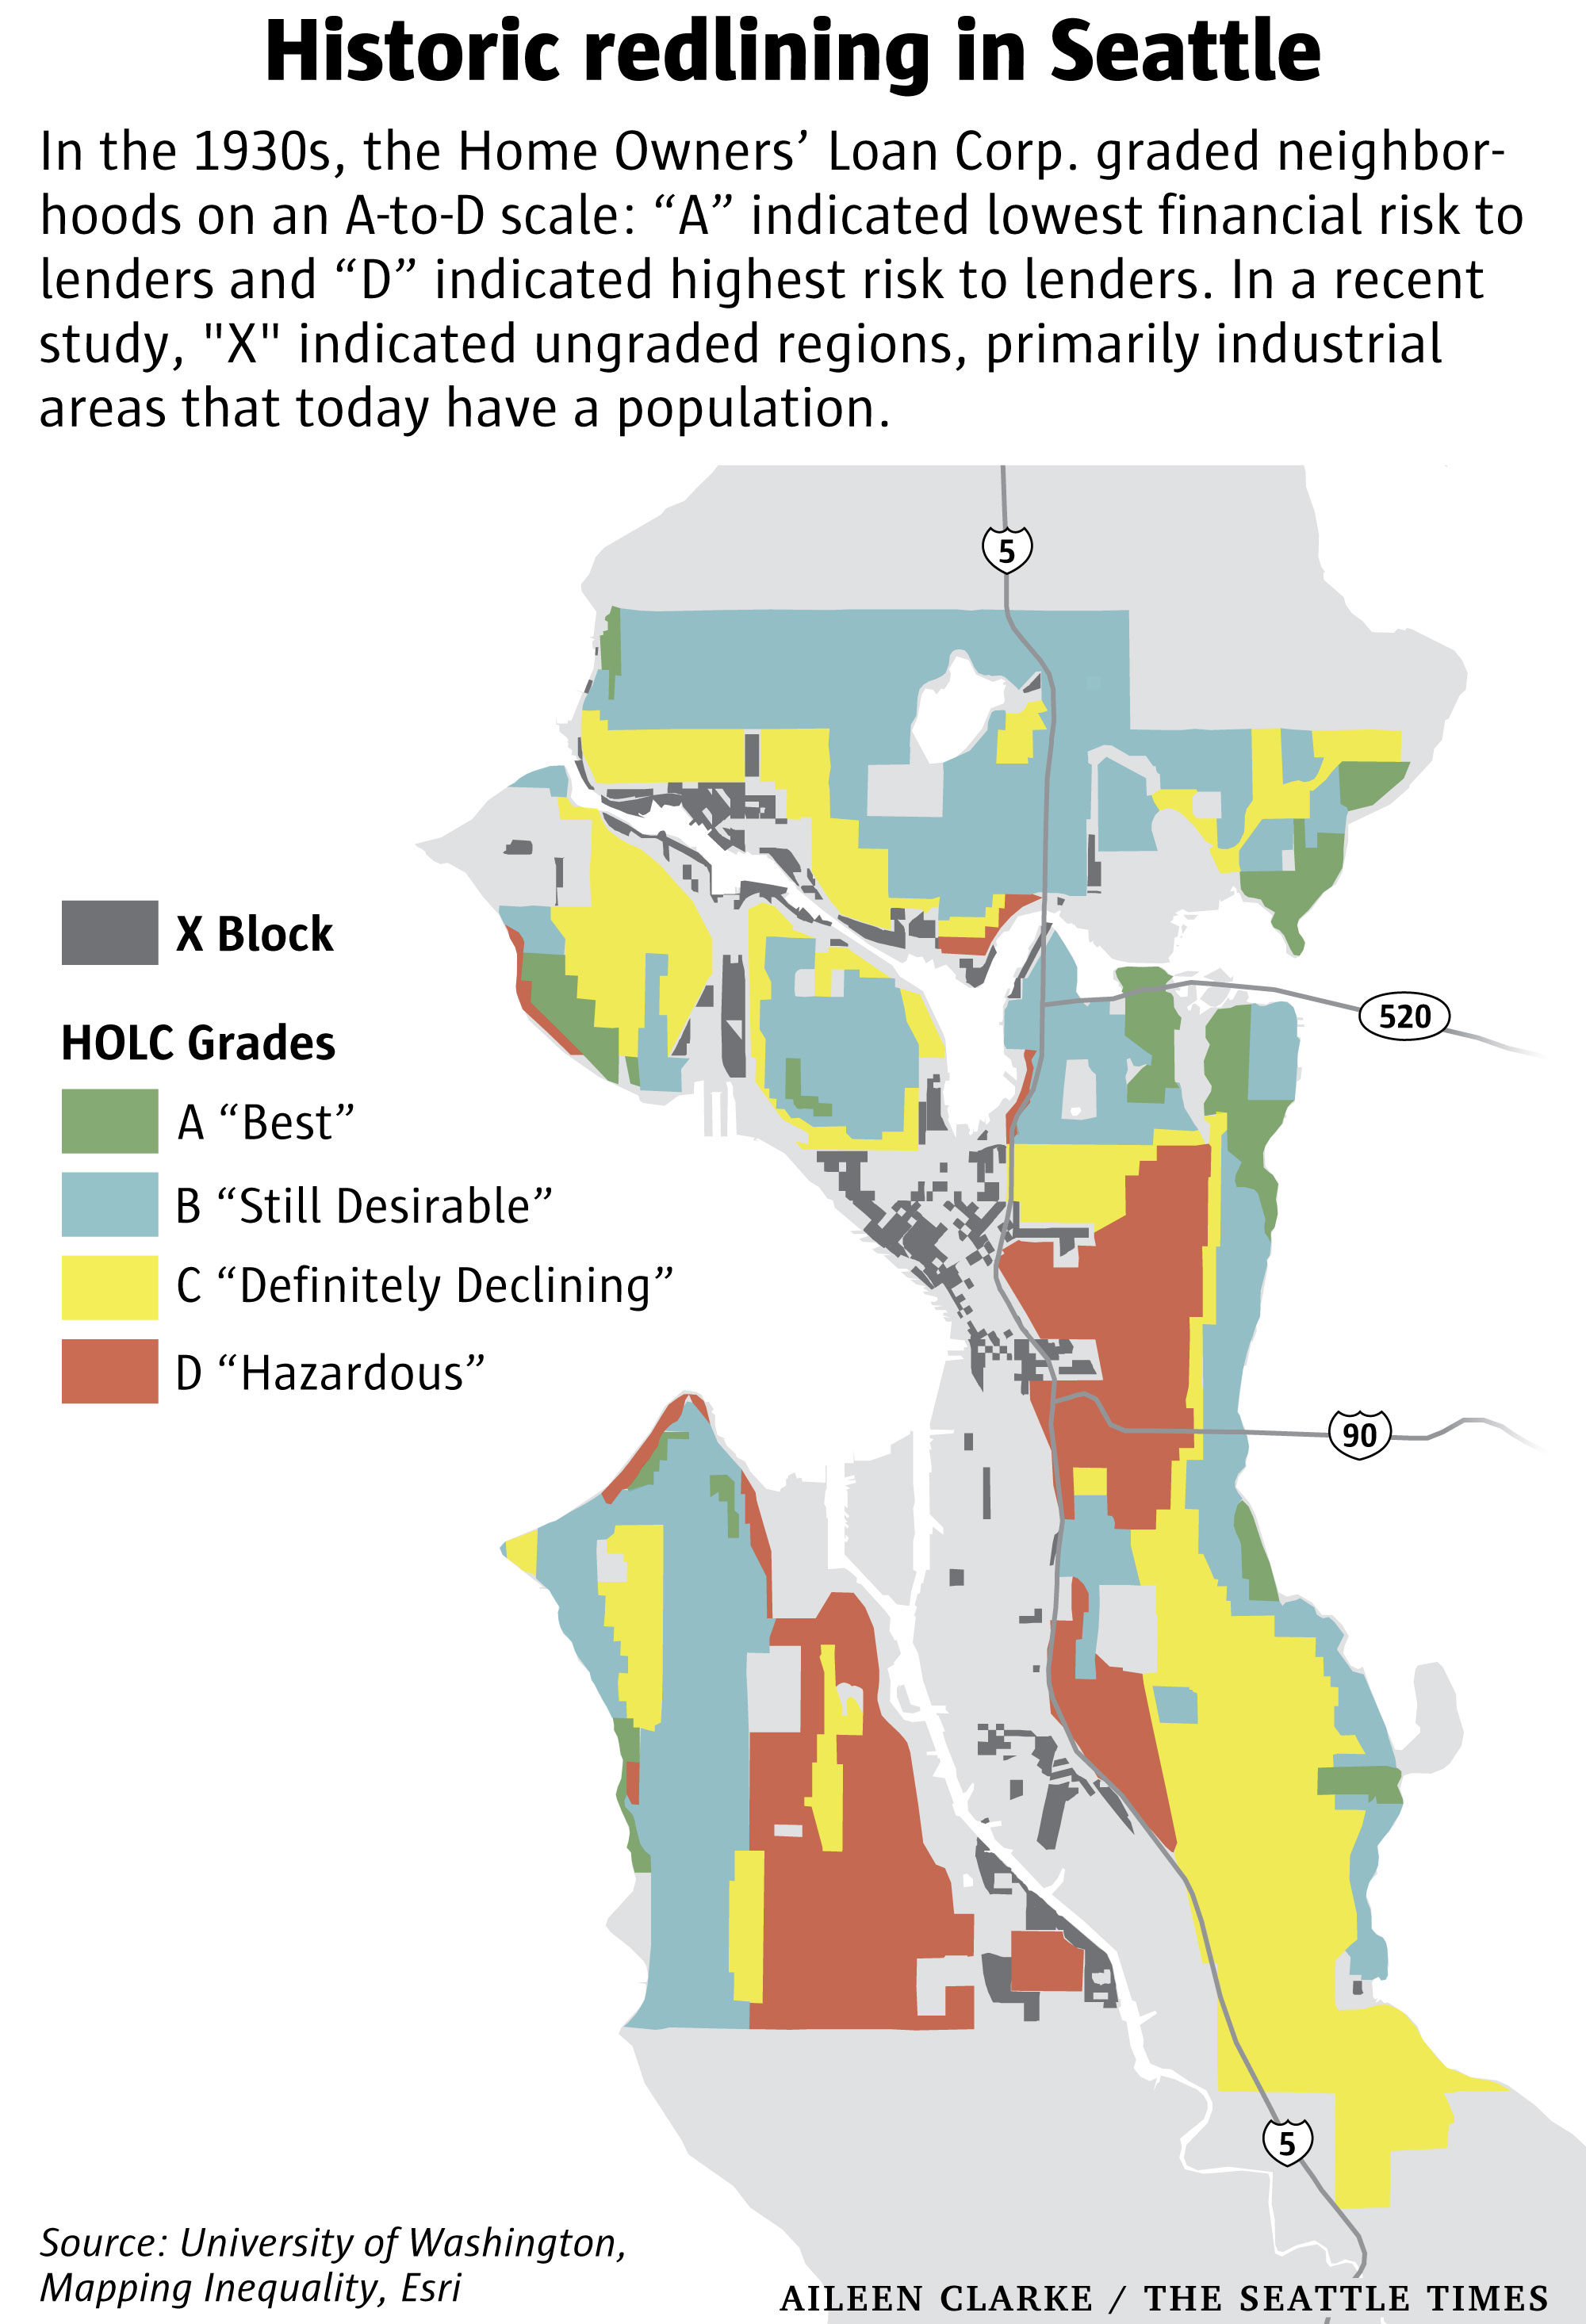 Historic redlining in Seattle
In the 1930s, the Home Owners’ Loan Corp. graded neighbor-
hoods on an A-to-D scale: “A” indicated lowest financial risk to
lenders and “D” indicated highest risk to lenders. In a recent
study, "X" indicated ungraded regions, primarily industrial
areas that today have a population.
5
X Block
HOLC Grades
520
A “Best”
B “Still Desirable”
C “Definitely Declining”
D “Hazardous”
90
5
Source: University of Washington,
Mapping Inequality, Esri
AILEEN CLARKE / THE SEATTLE TIMES